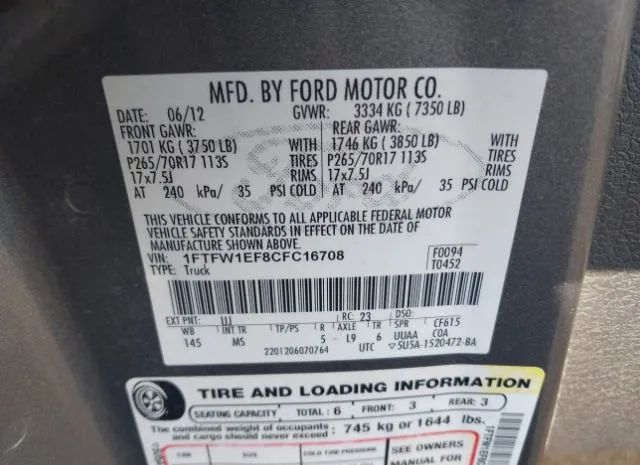 MFD. BY FORD MOTOR CO.
DATE: 06/12 GVWR: 3334 KG ( 7350 LB)
FRONT GAWR: REAR GAWR:
1701 KG ( 3750 LB) WITH 1746 KG ( 3850 LB) WITH
P265/70R17 113S TIRES P265/70R17 113S TIRES
17x7.5J RIMS 17x7.5J RIMS
AT 240 kPa/ 35 PSI COLD AT 240 kPa/ 35 PSI COLD
THIS VEHICLE CONFORMS TO ALL APPLICABLE FEDERAL MOTOR
VEHICLE SAFETY STANDARDS IN EFFECT ON THE DATE OF
MANUFACTURE SHOWN ABOVE.
VIN: 1FTFW1EF8CFC16708 F0094
TYPE: Truck T0452
EXT PNT: UJ RC: 23 DSO:
WB INT TR TP/PS R AXLE TR SPR CF615
145 MS 5 L9 6 UUAA COA
2201206070764 UTC 5U5A-1520472-BA
TIRE AND LOADING INFORMATION
SEATING CAPACITY TOTAL: 6 FRONT: 3 REAR: 3
The combined weight of occupants
and cargo should never exceed: 745 kg or 1644 lbs.
TIRE SIZE COLD TIRE PRESSURE SEE OWNERS
MANUAL FOR